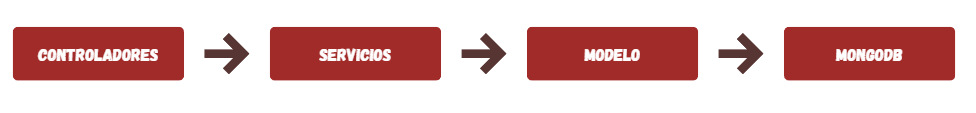 CONTROLADORES
SERVICIOS
MODELO
MONGODB